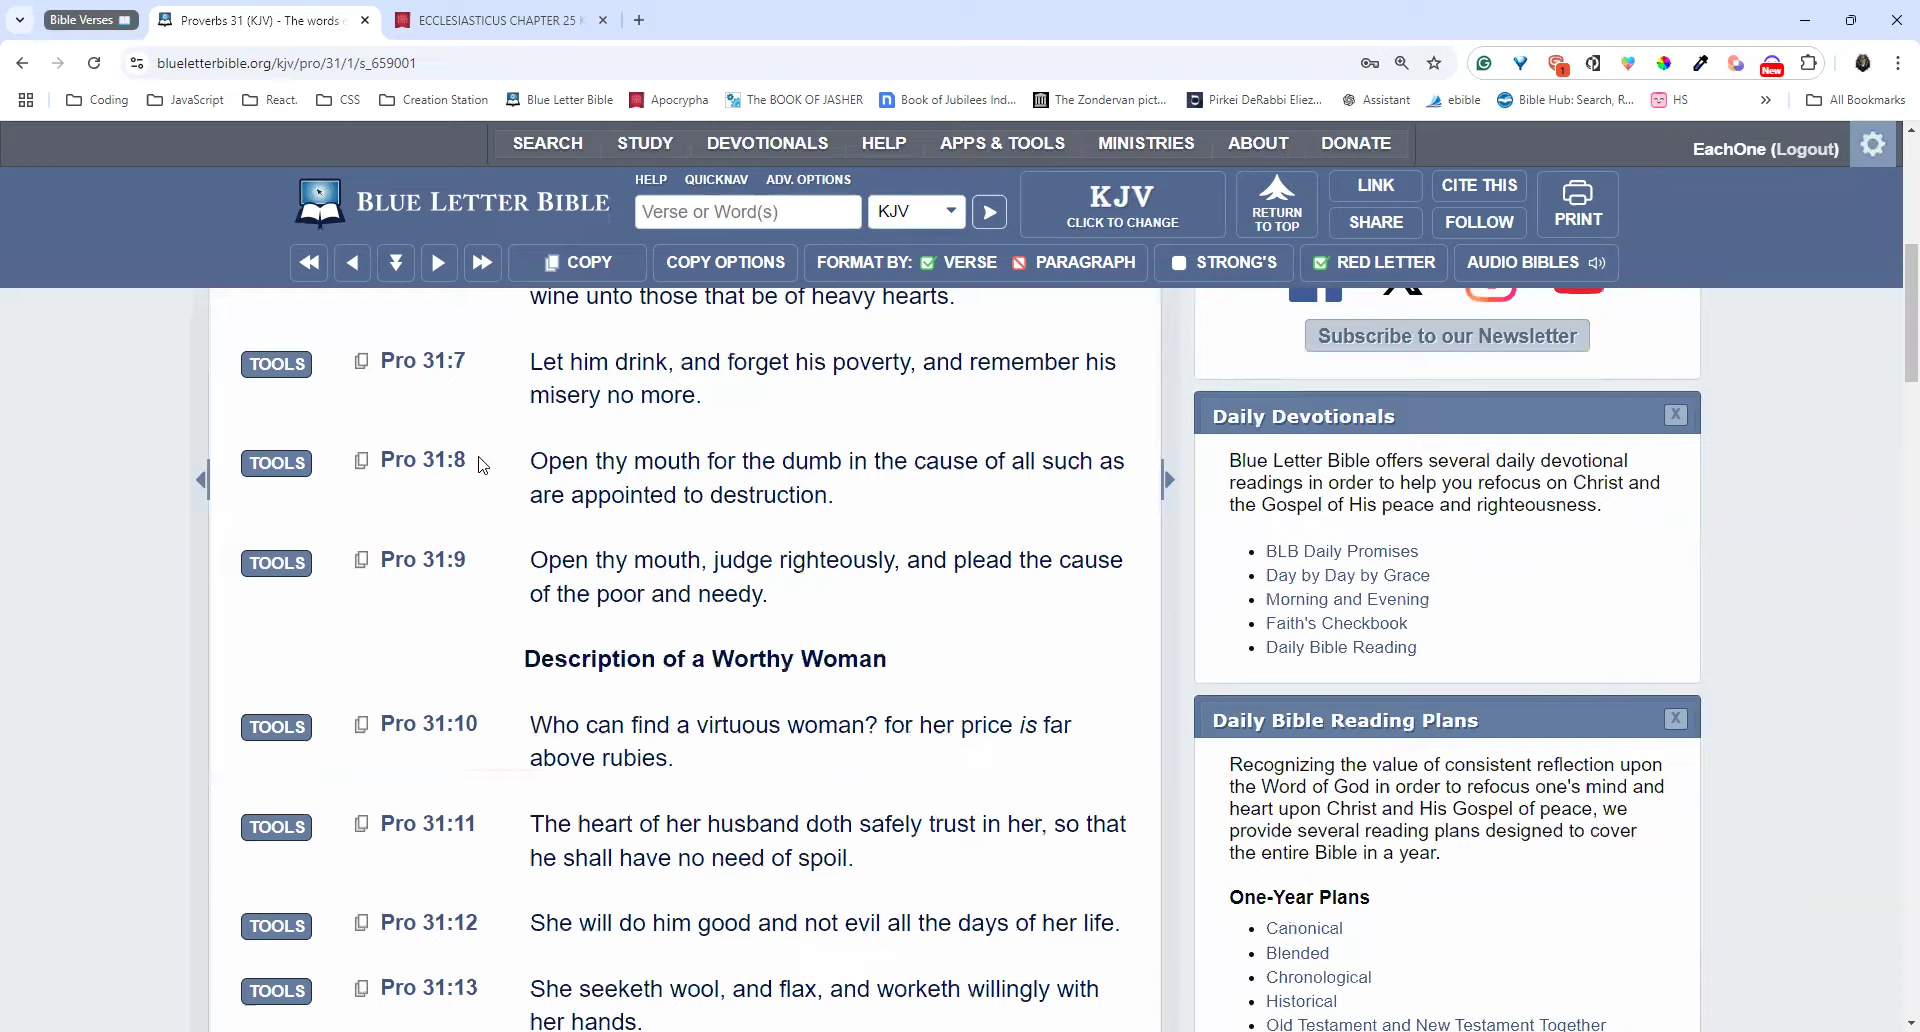 Bible Verses
Proverbs 31 (KJV) - The words
ECCLESIASTICUS CHAPTER 25
blueletterbible.org/kjv/pro/31/1/s_659001
1
New
Coding
JavaScript
React.
CSS
Creation Station
Blue Letter Bible
Apocrypha
The BOOK OF JASHER
Book of Jubilees Ind...
The Zondervan pict...
Pirkei DeRabbi Eliez...
Assistant
ebible
Bible Hub: Search, R...
HS
All Bookmarks
SEARCH STUDY DEVOTIONALS HELP APPS & TOOLS MINISTRIES ABOUT DONATE
EachOne (Logout)
BLUE LETTER BIBLE
HELP QUICKNAV ADV. OPTIONS
Verse or Word(s)
KJV
KJV
CLICK TO CHANGE
RETURN
TO TOP
LINK
CITE THIS
SHARE
FOLLOW
PRINT
COPY
COPY OPTIONS
FORMAT BY: VERSE PARAGRAPH
STRONG'S
RED LETTER
AUDIO BIBLES
wine unto those that be of heavy hearts.
TOOLS Pro 31:7 Let him drink, and forget his poverty, and remember his
misery no more.
TOOLS Pro 31:8 Open thy mouth for the dumb in the cause of all such as
are appointed to destruction.
TOOLS Pro 31:9 Open thy mouth, judge righteously, and plead the cause
of the poor and needy.
Description of a Worthy Woman
TOOLS Pro 31:10 Who can find a virtuous woman? for her price is far
above rubies.
TOOLS Pro 31:11 The heart of her husband doth safely trust in her, so that
he shall have no need of spoil.
TOOLS Pro 31:12 She will do him good and not evil all the days of her life.
TOOLS Pro 31:13 She seeketh wool, and flax, and worketh willingly with
her hands.
Subscribe to our Newsletter
Daily Devotionals
X
Blue Letter Bible offers several daily devotional
readings in order to help you refocus on Christ and
the Gospel of His peace and righteousness.
BLB Daily Promises
Day by Day by Grace
Morning and Evening
Faith's Checkbook
Daily Bible Reading
Daily Bible Reading Plans
X
Recognizing the value of consistent reflection upon
the Word of God in order to refocus one's mind and
heart upon Christ and His Gospel of peace, we
provide several reading plans designed to cover
the entire Bible in a year.
One-Year Plans
Canonical
Blended
Chronological
Historical
Old Testament and New Testament Together